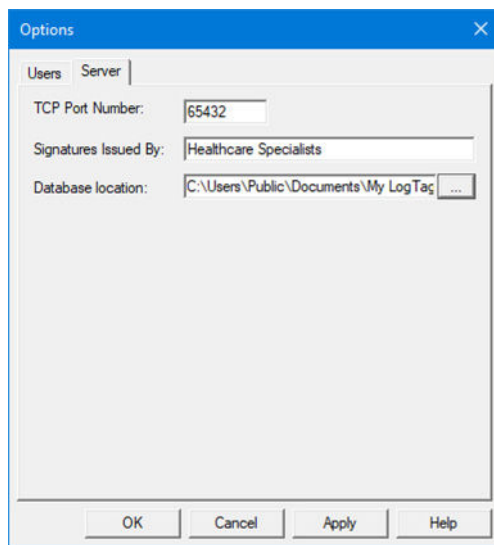 Options
Users Server
TCP Port Number: 65432
Signatures Issued By: Healthcare Specialists
Database location: C:\Users\Public\Documents\My LogTag ...
OK Cancel Apply Help